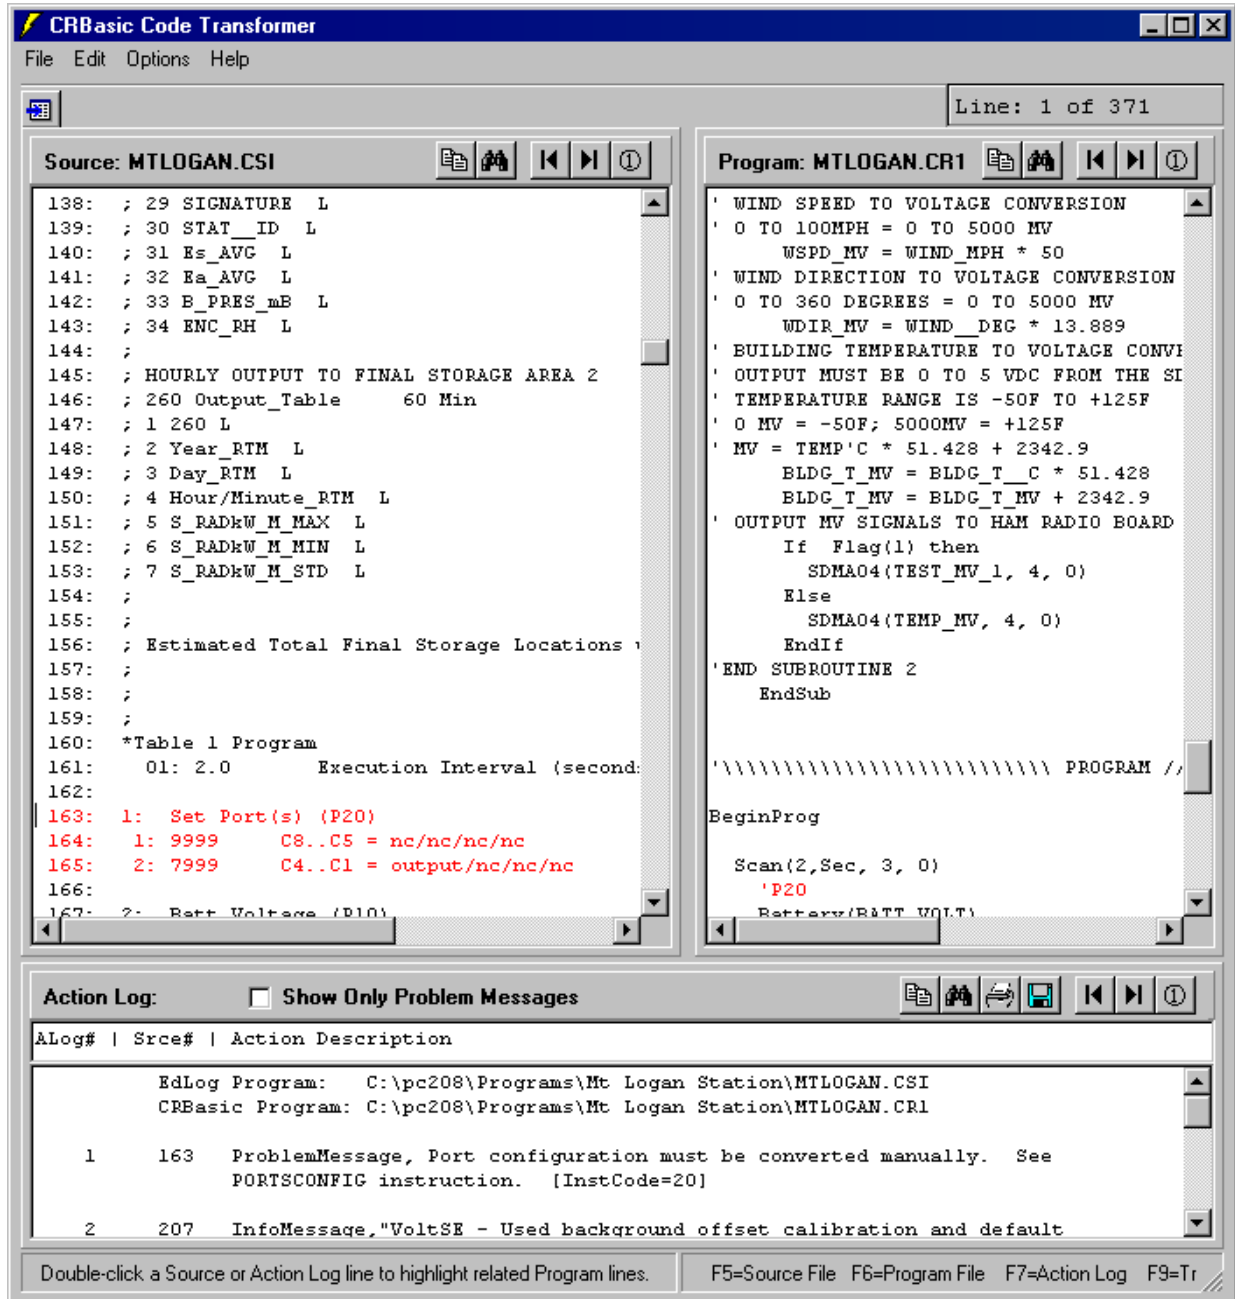 CRBasic Code Transformer
File Edit Options Help
Line: 1 of 371
Source: MTLOGAN.CSI
138: ; 29 SIGNATURE L
139: ; 30 STAT__ID L
140: ; 31 Es_AVG L
141: ; 32 Ea_AVG L
142: ; 33 B_PRES_mB L
143: ; 34 ENC_RH L
144: ;
145: ; HOURLY OUTPUT TO FINAL STORAGE AREA 2
146: ; 260 Output_Table 60 Min
147: ; 1 260 L
148: ; 2 Year_RTM L
149: ; 3 Day_RTM L
150: ; 4 Hour/Minute_RTM L
151: ; 5 S_RADkW_M_MAX L
152: ; 6 S_RADkW_M_MIN L
153: ; 7 S_RADkW_M_STD L
154: ;
155: ;
156: ; Estimated Total Final Storage Locations
157: ;
158: ;
159: ;
160: *Table 1 Program
161: 01: 2.0 Execution Interval (second
162:
163: 1: Set Port(s) (P20)
164: 1: 9999 C8..C5 = nc/nc/nc/nc
165: 2: 7999 C4..C1 = output/nc/nc/nc
166:
167: 2: Batt Voltage (P10)
Program: MTLOGAN.CR1
' WIND SPEED TO VOLTAGE CONVERSION
' 0 TO 100MPH = 0 TO 5000 MV
WSPD_MV = WIND_MPH * 50
' WIND DIRECTION TO VOLTAGE CONVERSION
' 0 TO 360 DEGREES = 0 TO 5000 MV
WDIR_MV = WIND__DEG * 13.889
' BUILDING TEMPERATURE TO VOLTAGE CONVE
' OUTPUT MUST BE 0 TO 5 VDC FROM THE SD
' TEMPERATURE RANGE IS -50F TO +125F
' 0 MV = -50F; 5000MV = +125F
' MV = TEMP'C * 51.428 + 2342.9
BLDG_T_MV = BLDG_T__C * 51.428
BLDG_T_MV = BLDG_T_MV + 2342.9
' OUTPUT MV SIGNALS TO HAM RADIO BOARD
If Flag(1) then
SDMA04(TEST_MV_1, 4, 0)
Else
SDMA04(TEMP_MV, 4, 0)
EndIf
'END SUBROUTINE 2
EndSub
'\\\\\\\\\\\\\\\\\\\\\\\\\\\ PROGRAM //
BeginProg
Scan(2,Sec, 3, 0)
'P20
Battery(BATT_VOLT)
Action Log: Show Only Problem Messages
ALog# | Srce# | Action Description
EdLog Program: C:\pc208\Programs\Mt Logan Station\MTLOGAN.CSI
CRBasic Program: C:\pc208\Programs\Mt Logan Station\MTLOGAN.CR1
1 163 ProblemMessage, Port configuration must be converted manually. See
PORTSCONFIG instruction. [InstCode=20]
2 207 InfoMessage,"VoltSE - Used background offset calibration and default
Double-click a Source or Action Log line to highlight related Program lines.
F5=Source File F6=Program File F7=Action Log F9=Tr